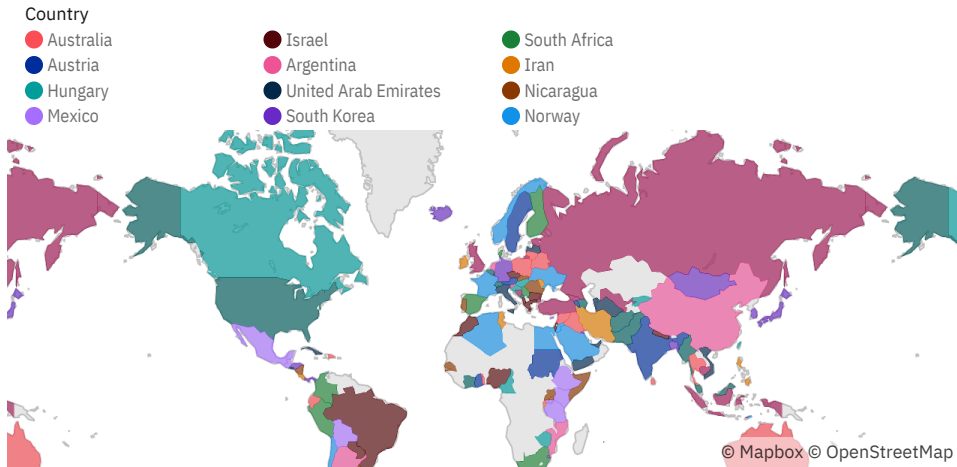 Country
Australia
Austria
Hungary
Mexico
Israel
Argentina
United Arab Emirates
South Korea
South Africa
Iran
Nicaragua
Norway
© Mapbox © OpenStreetMap